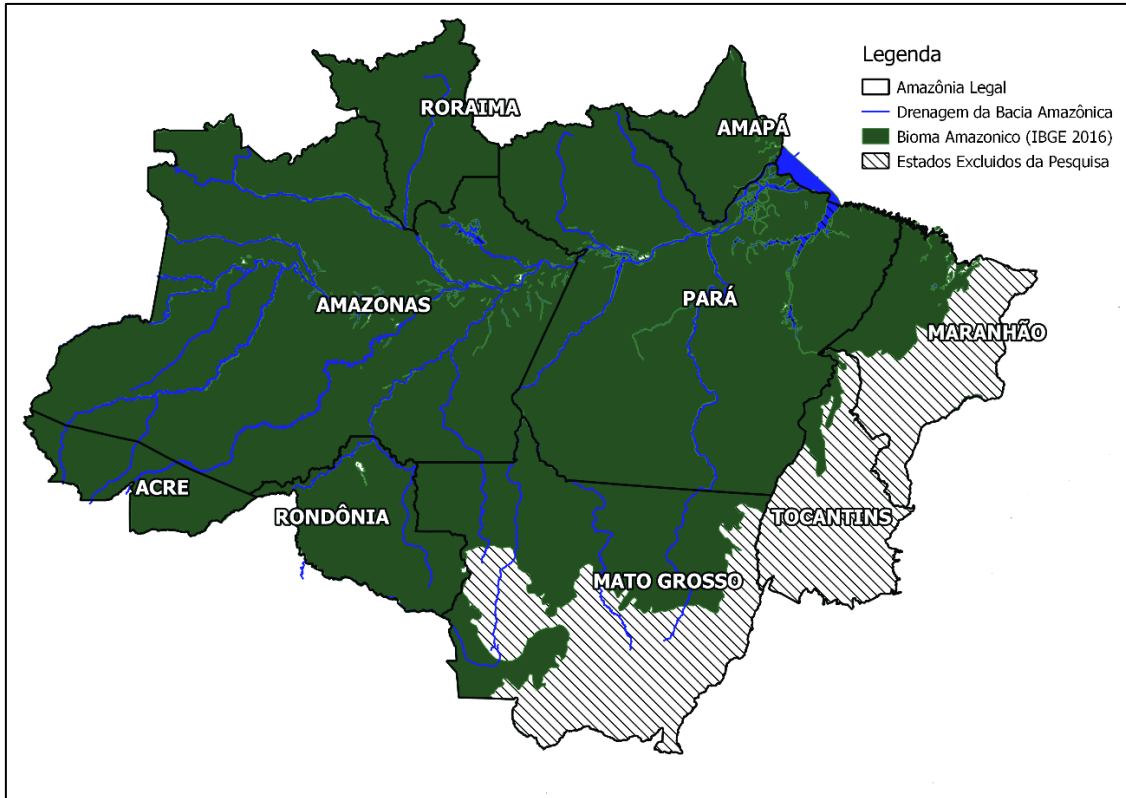 Legenda
Amazônia Legal
Drenagem da Bacia Amazônica
Bioma Amazonico (IBGE 2016)
Estados Excluidos da Pesquisa
RORAIMA
AMAPÁ
AMAZONAS
PARÁ
MARANHÃO
ACRE
RONDÔNIA
TOCANTINS
MATO GROSSO